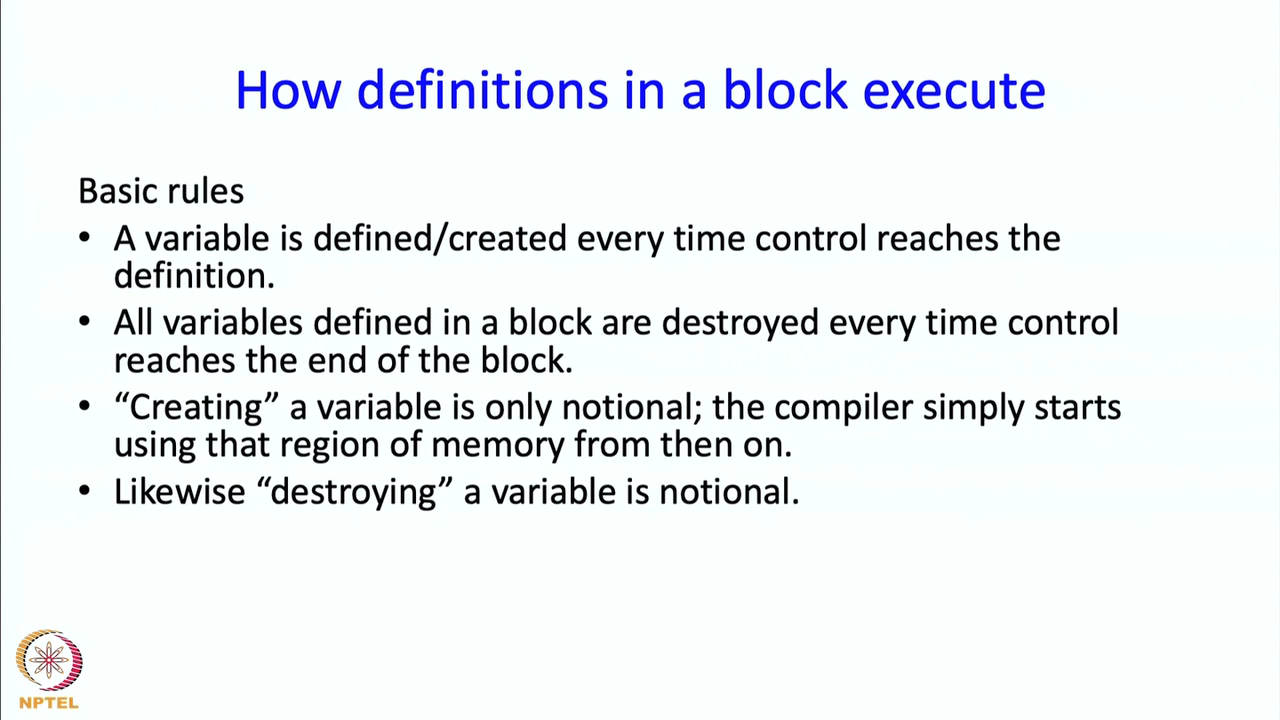 How definitions in a block execute
Basic rules
• A variable is defined/created every time control reaches the
definition.
• All variables defined in a block are destroyed every time control
reaches the end of the block.
• “Creating” a variable is only notional; the compiler simply starts
using that region of memory from then on.
• Likewise “destroying” a variable is notional.
NPTEL